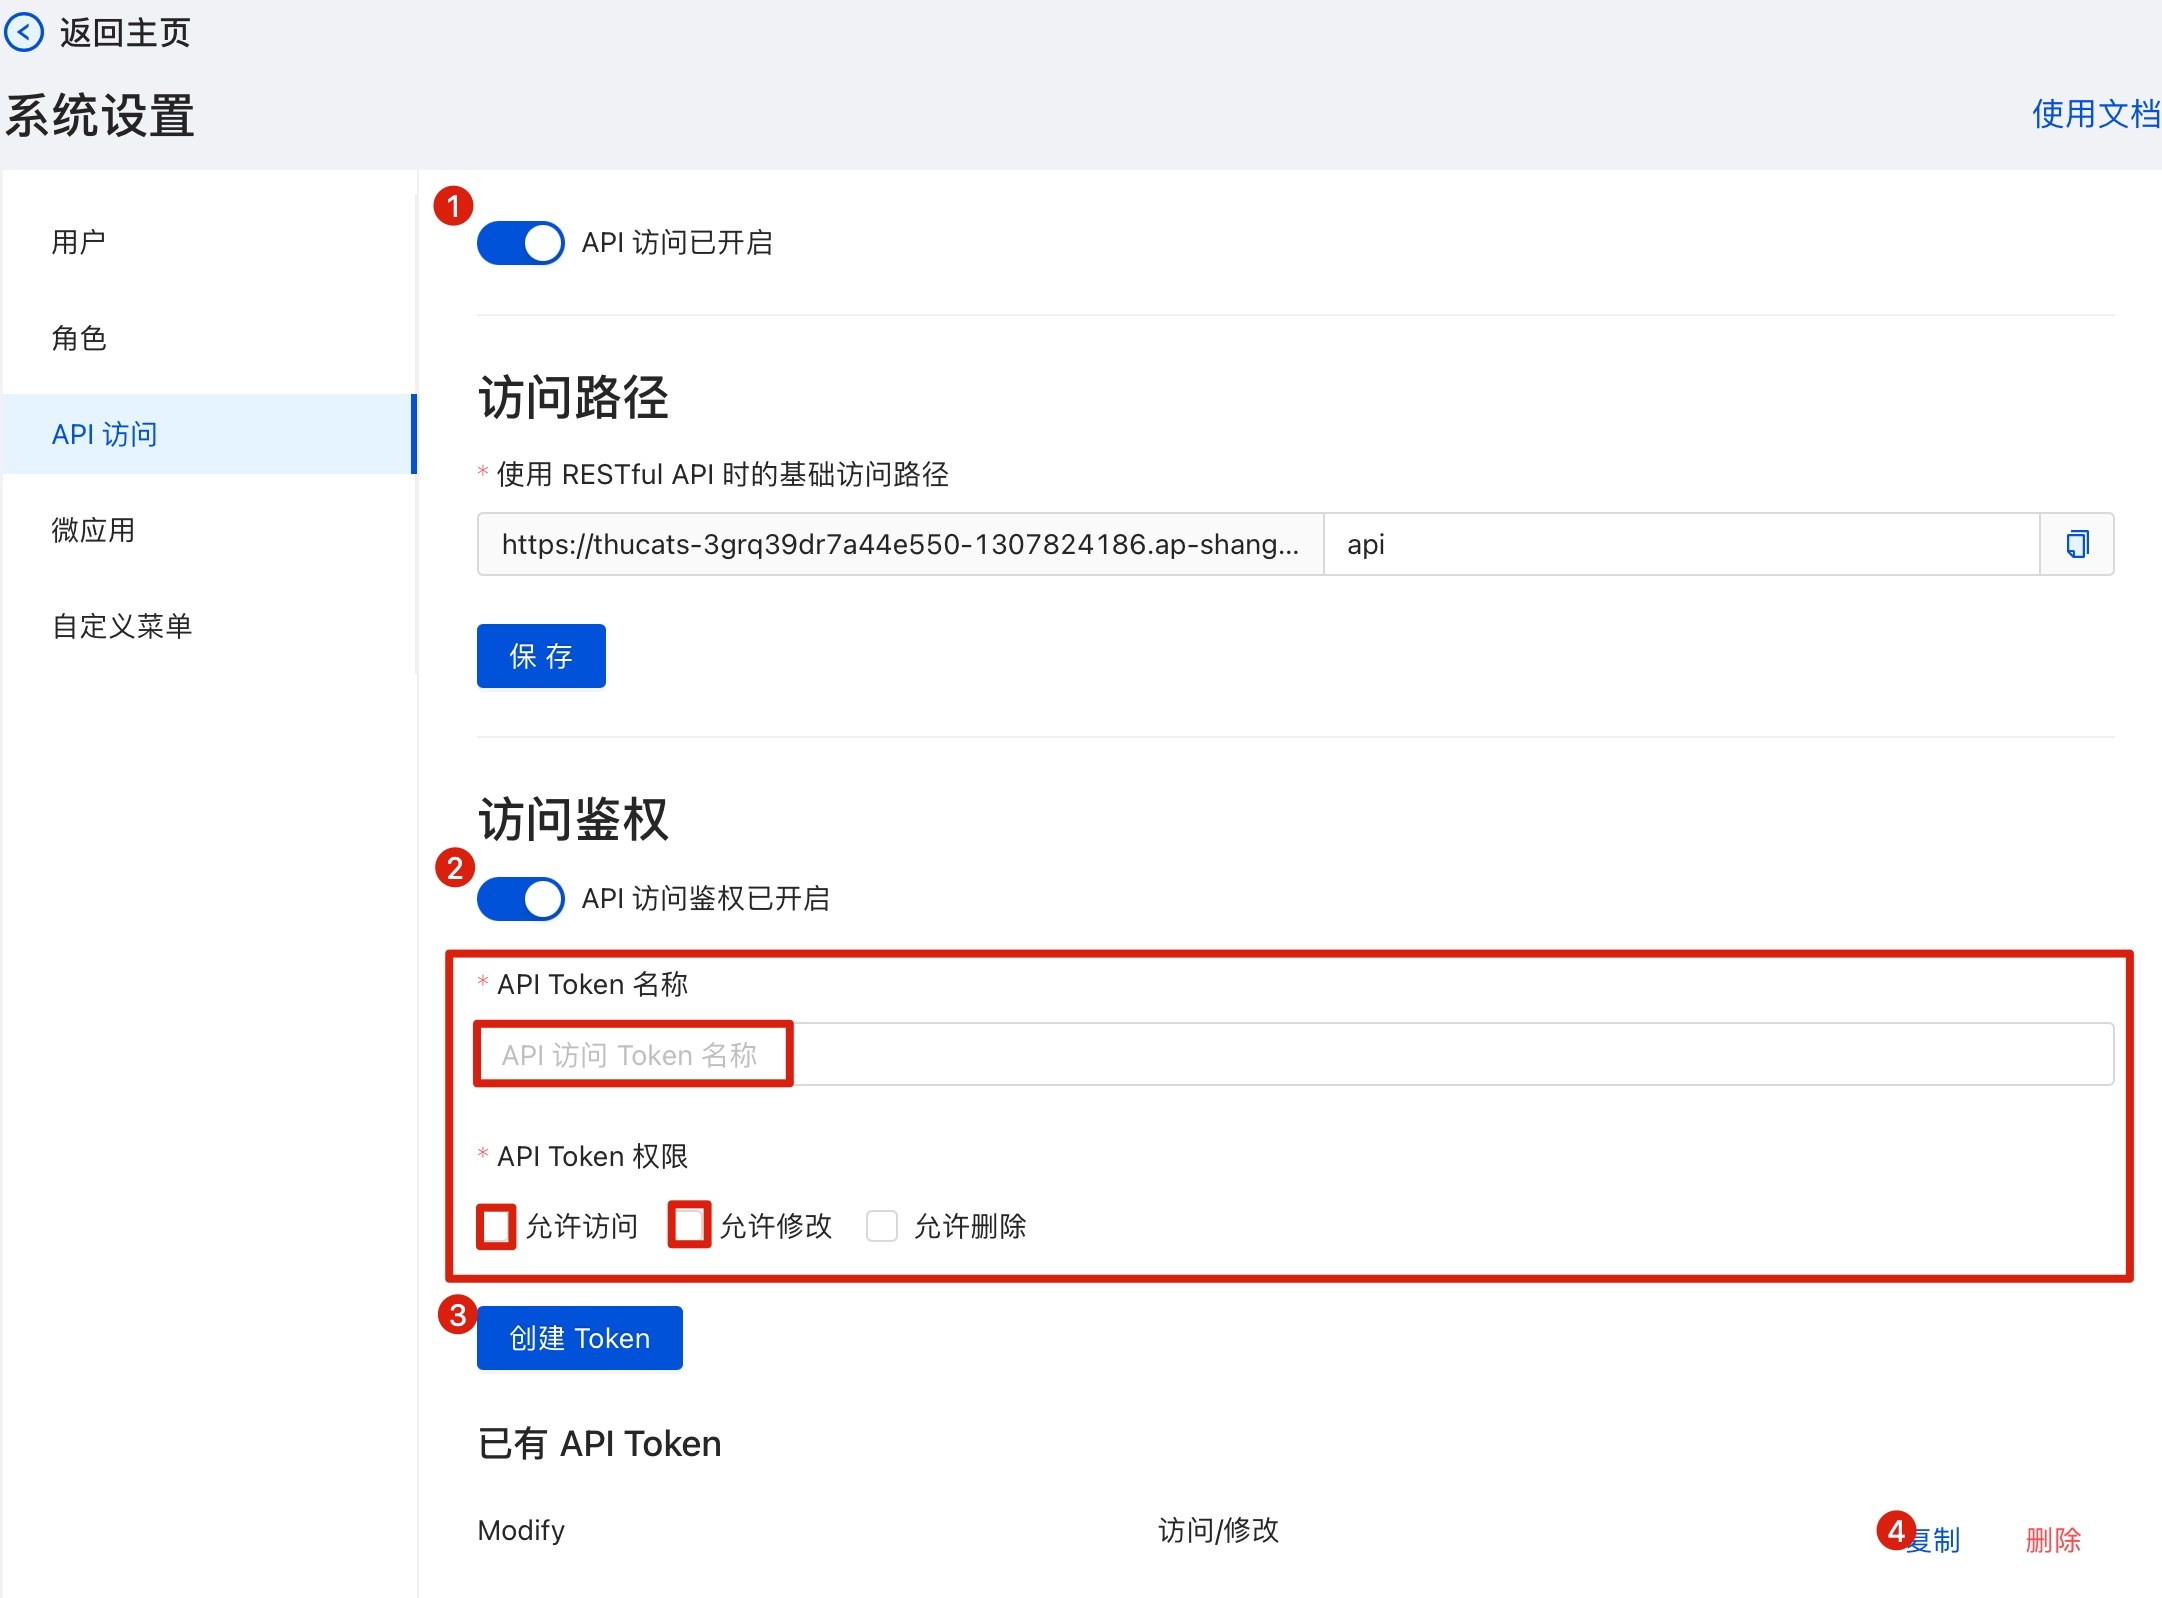 返回主页
系统设置
使用文档
用户
角色
API 访问
微应用
自定义菜单
1
API 访问已开启
访问路径
* 使用 RESTful API 时的基础访问路径
https://thucats-3grq39dr7a44e550-1307824186.ap-shang... api
保 存
访问鉴权
2
API 访问鉴权已开启
* API Token 名称
API 访问 Token 名称
* API Token 权限
允许访问 允许修改 允许删除
3
创建 Token
已有 API Token
Modify 访问/修改 4 复制 删除